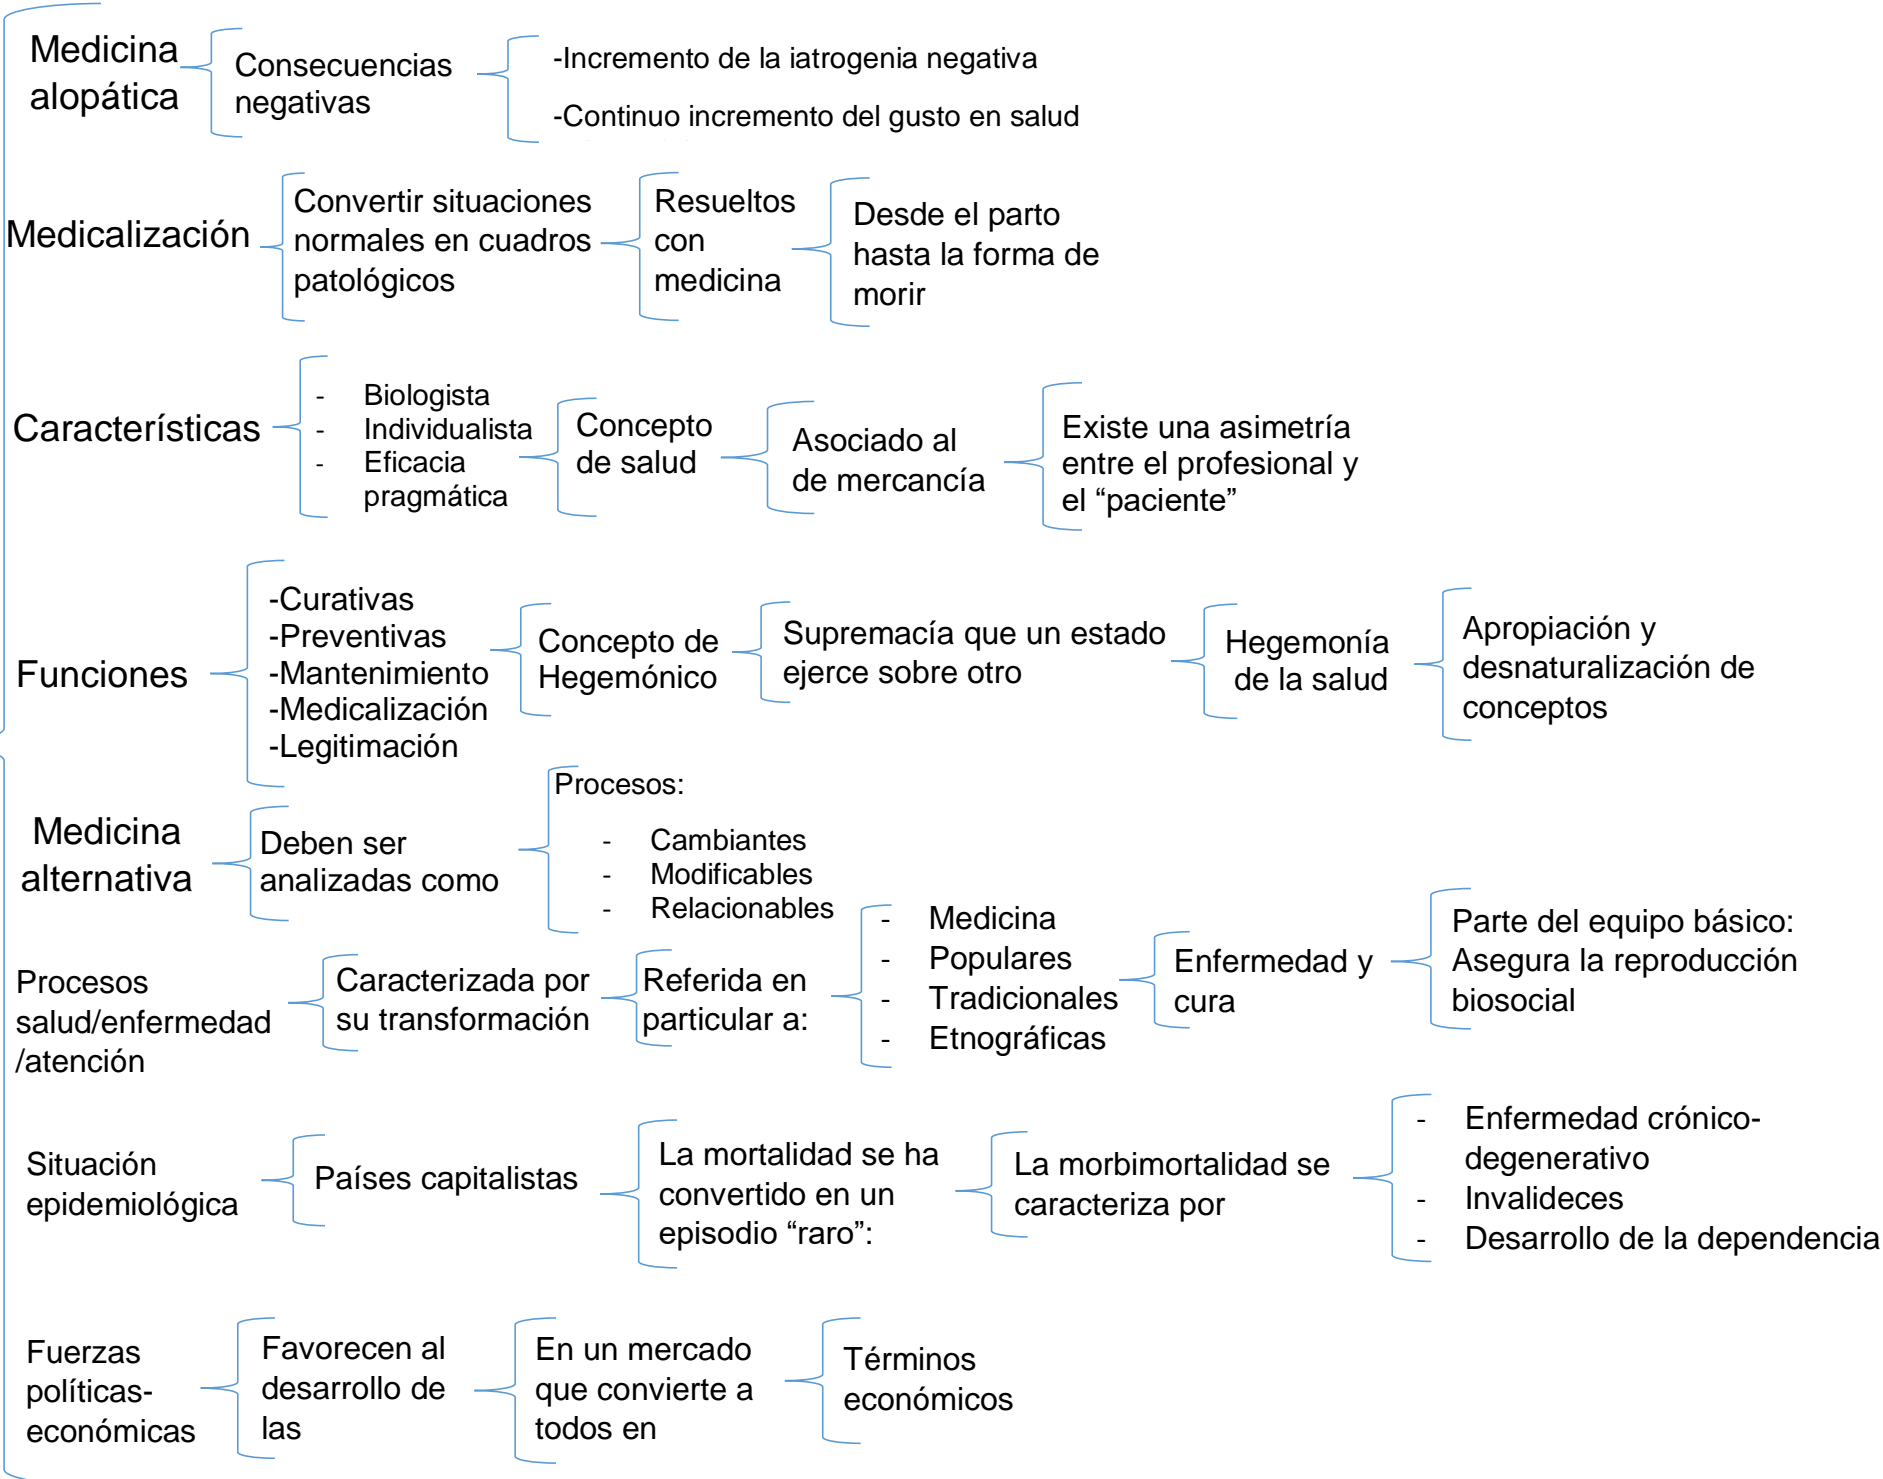 Medicina
alopática
Consecuencias
negativas
-Incremento de la iatrogenia negativa
-Continuo incremento del gusto en salud
Medicalización
Convertir situaciones
normales en cuadros
patológicos
Resueltos
con
medicina
Desde el parto
hasta la forma de
morir
Características
- Biologista
- Individualista
- Eficacia
pragmática
Concepto
de salud
Asociado al
de mercancía
Existe una asimetría
entre el profesional y
el “paciente”
Funciones
-Curativas
-Preventivas
-Mantenimiento
-Medicalización
-Legitimación
Concepto de
Hegemónico
Supremacía que un estado
ejerce sobre otro
Hegemonía
de la salud
Apropiación y
desnaturalización de
conceptos
Medicina
alternativa
Deben ser
analizadas como
Procesos:
- Cambiantes
- Modificables
- Relacionables
Procesos
salud/enfermedad
/atención
Caracterizada por
su transformación
Referida en
particular a:
- Medicina
- Populares
- Tradicionales
- Etnográficas
Enfermedad y
cura
Parte del equipo básico:
Asegura la reproducción
biosocial
Situación
epidemiológica
Países capitalistas
La mortalidad se ha
convertido en un
episodio “raro”:
La morbimortalidad se
caracteriza por
- Enfermedad crónico-
degenerativo
- Invalideces
- Desarrollo de la dependencia
Fuerzas
políticas-
económicas
Favorecen al
desarrollo de
las
En un mercado
que convierte a
todos en
Términos
económicos